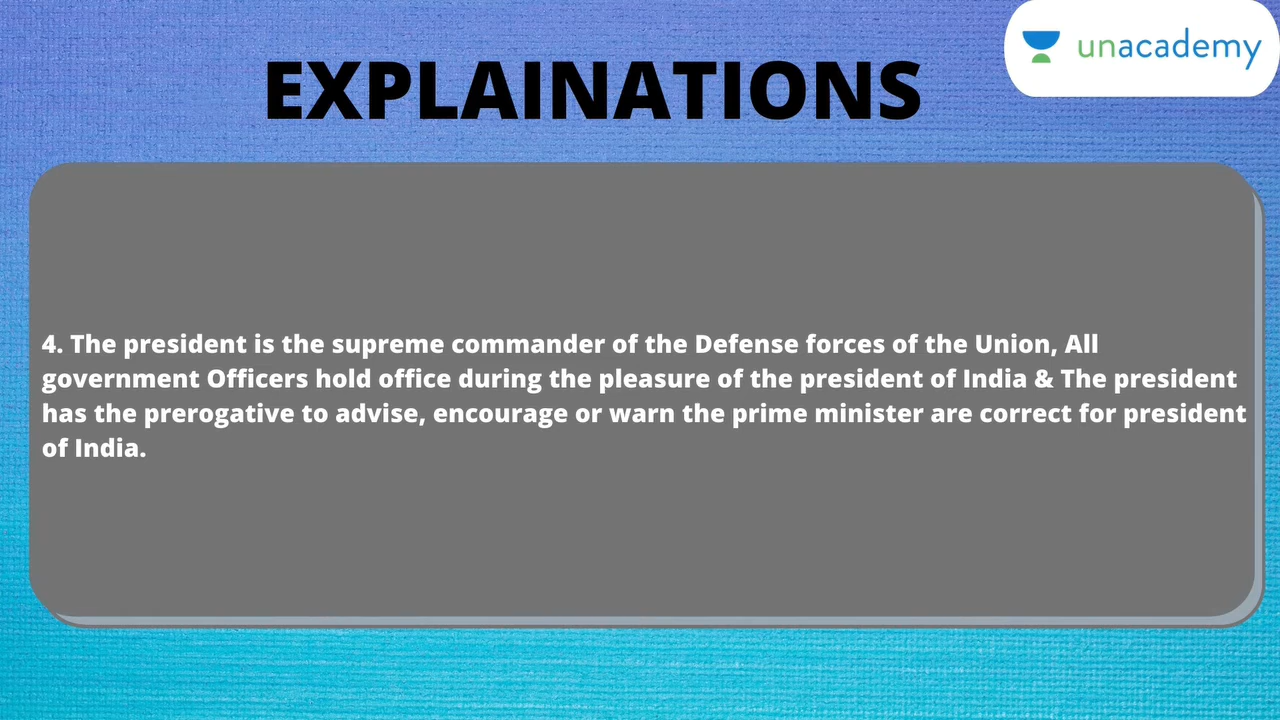 unacademy
EXPLAINATIONS
4. The president is the supreme commander of the Defense forces of the Union, All
government Officers hold office during the pleasure of the president of India & The president
has the prerogative to advise, encourage or warn the prime minister are correct for president
of India.